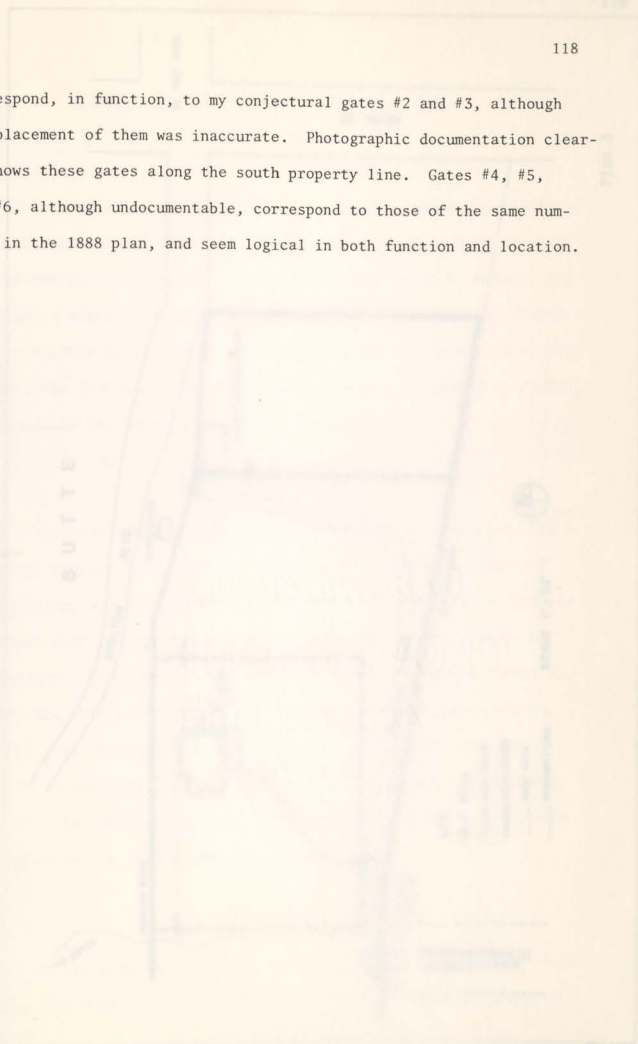 118
espond, in function, to my conjectural gates #2 and #3, although
placement of them was inaccurate. Photographic documentation clear-
hows these gates along the south property line. Gates #4, #5,
#6, although undocumentable, correspond to those of the same num-
in the 1888 plan, and seem logical in both function and location.
BUTTE